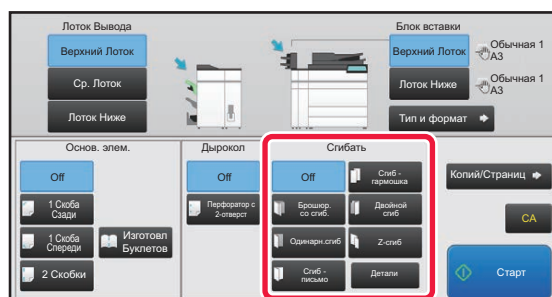 Лоток Вывода
Блок вставки
Верхний Лоток
Ср. Лоток
Лоток Ниже
Верхний Лоток
Обычная 1
A3
Лоток Ниже
Обычная 1
A3
Тип и формат
Основ. элем.
Дырокол
Сгибать
Off
1 Скоба
Сзади
1 Скоба
Спереди
2 Скобки
Изготовл
Буклетов
Off
Перфоратор с
2-отверст
Off
Сгиб -
гармошка
Брошюр.
со сгиб.
Двойной
сгиб
Одинарн.сгиб
Z-сгиб
Сгиб -
письмо
Детали
Копий/Страниц
CA
Старт